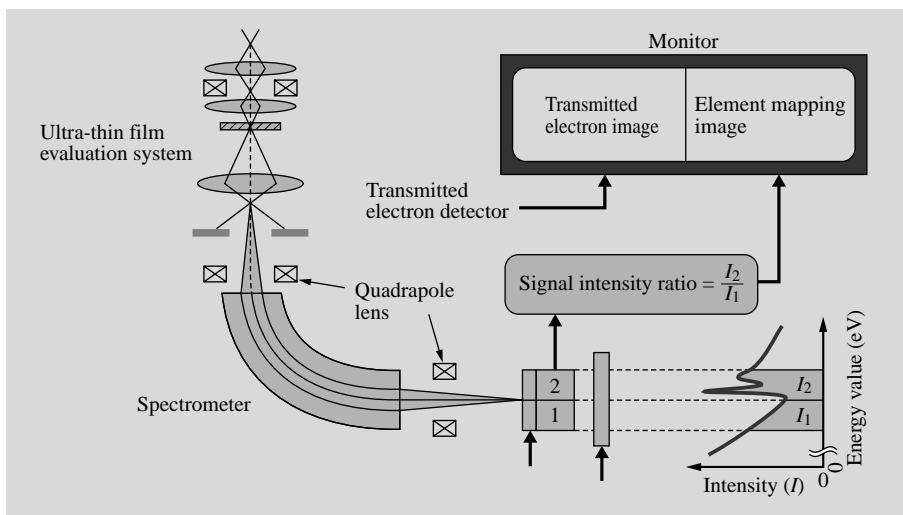 Monitor
Transmitted
electron image
Element mapping
image
Ultra-thin film
evaluation system
Transmitted
electron detector
Signal intensity ratio = I2/I1
Quadrapole
lens
Spectrometer
2
1
I2
I1
Energy value (eV)
0
0
Intensity (I)